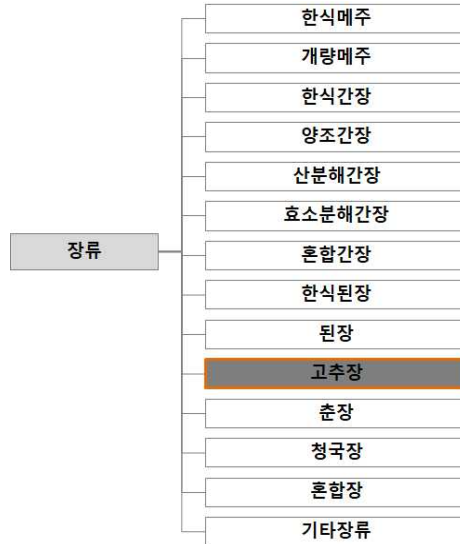 한식메주
개량메주
한식간장
양조간장
산분해간장
효소분해간장
장류
혼합간장
한식된장
된장
고추장
춘장
청국장
혼합장
기타장류